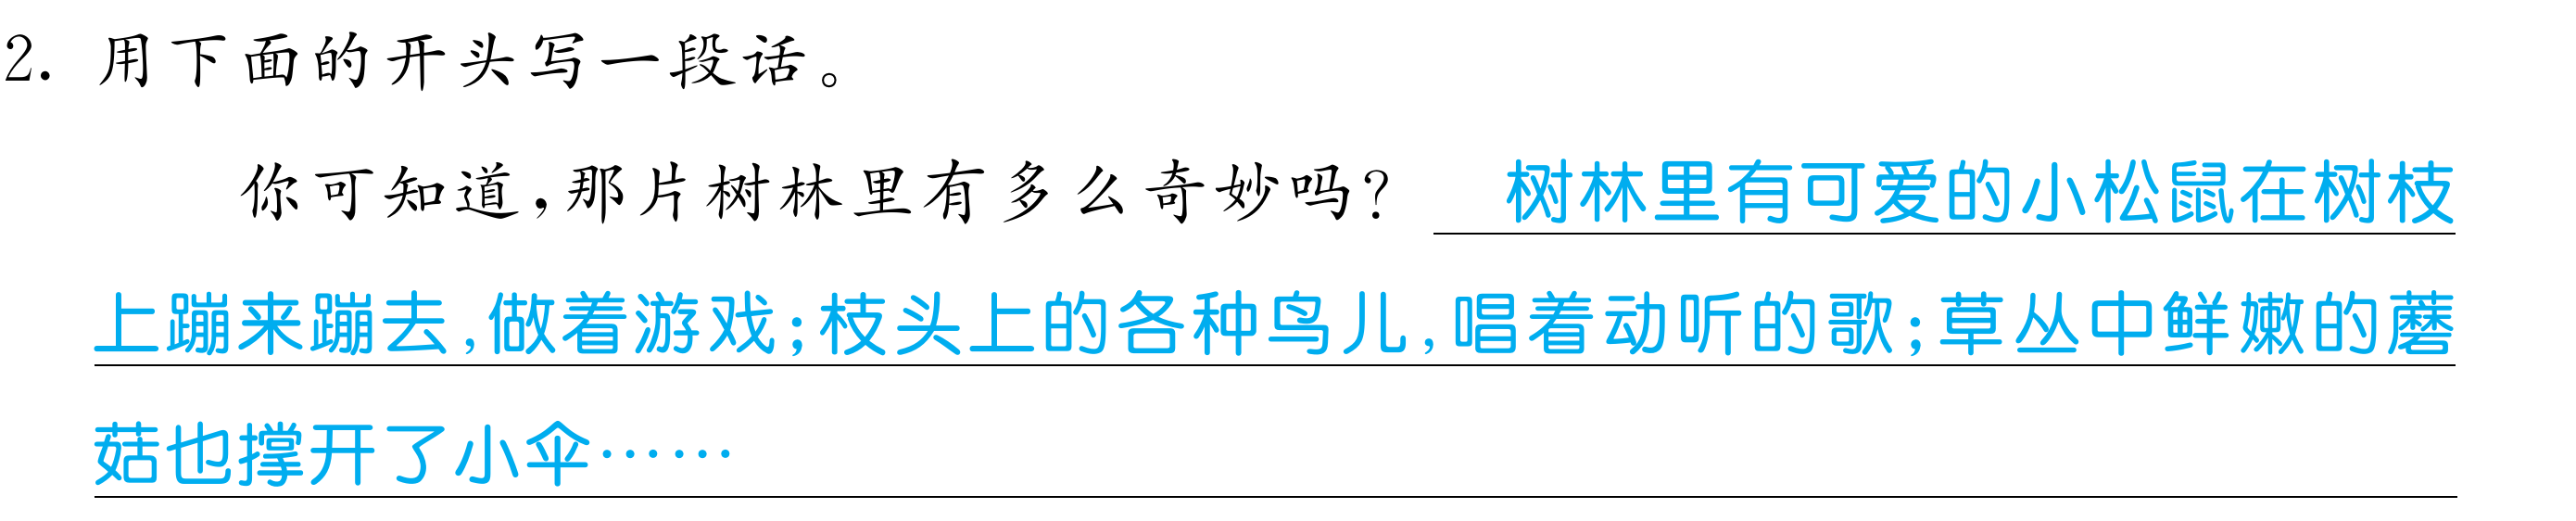 2. 用下面的开头写一段话。
你可知道,那片树林里有多么奇妙吗? 树林里有可爱的小松鼠在树枝
上蹦来蹦去,做着游戏;枝头上的各种鸟儿,唱着动听的歌;草丛中鲜嫩的蘑
菇也撑开了小伞……